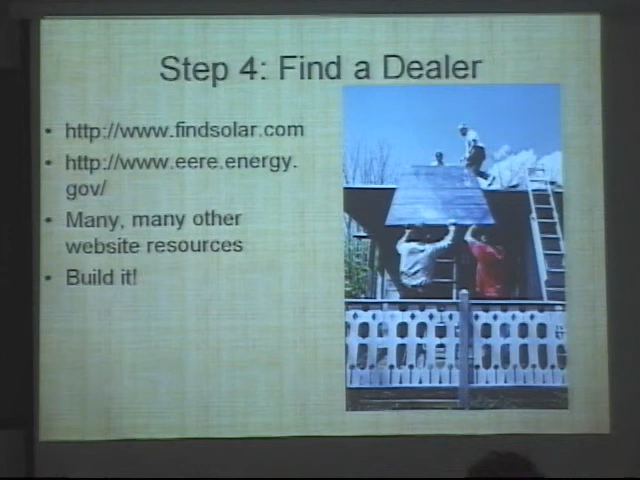 Step 4: Find a Dealer
• http://www.findsolar.com
• http://www.eere.energy.
gov/
• Many, many other
website resources
• Build it!